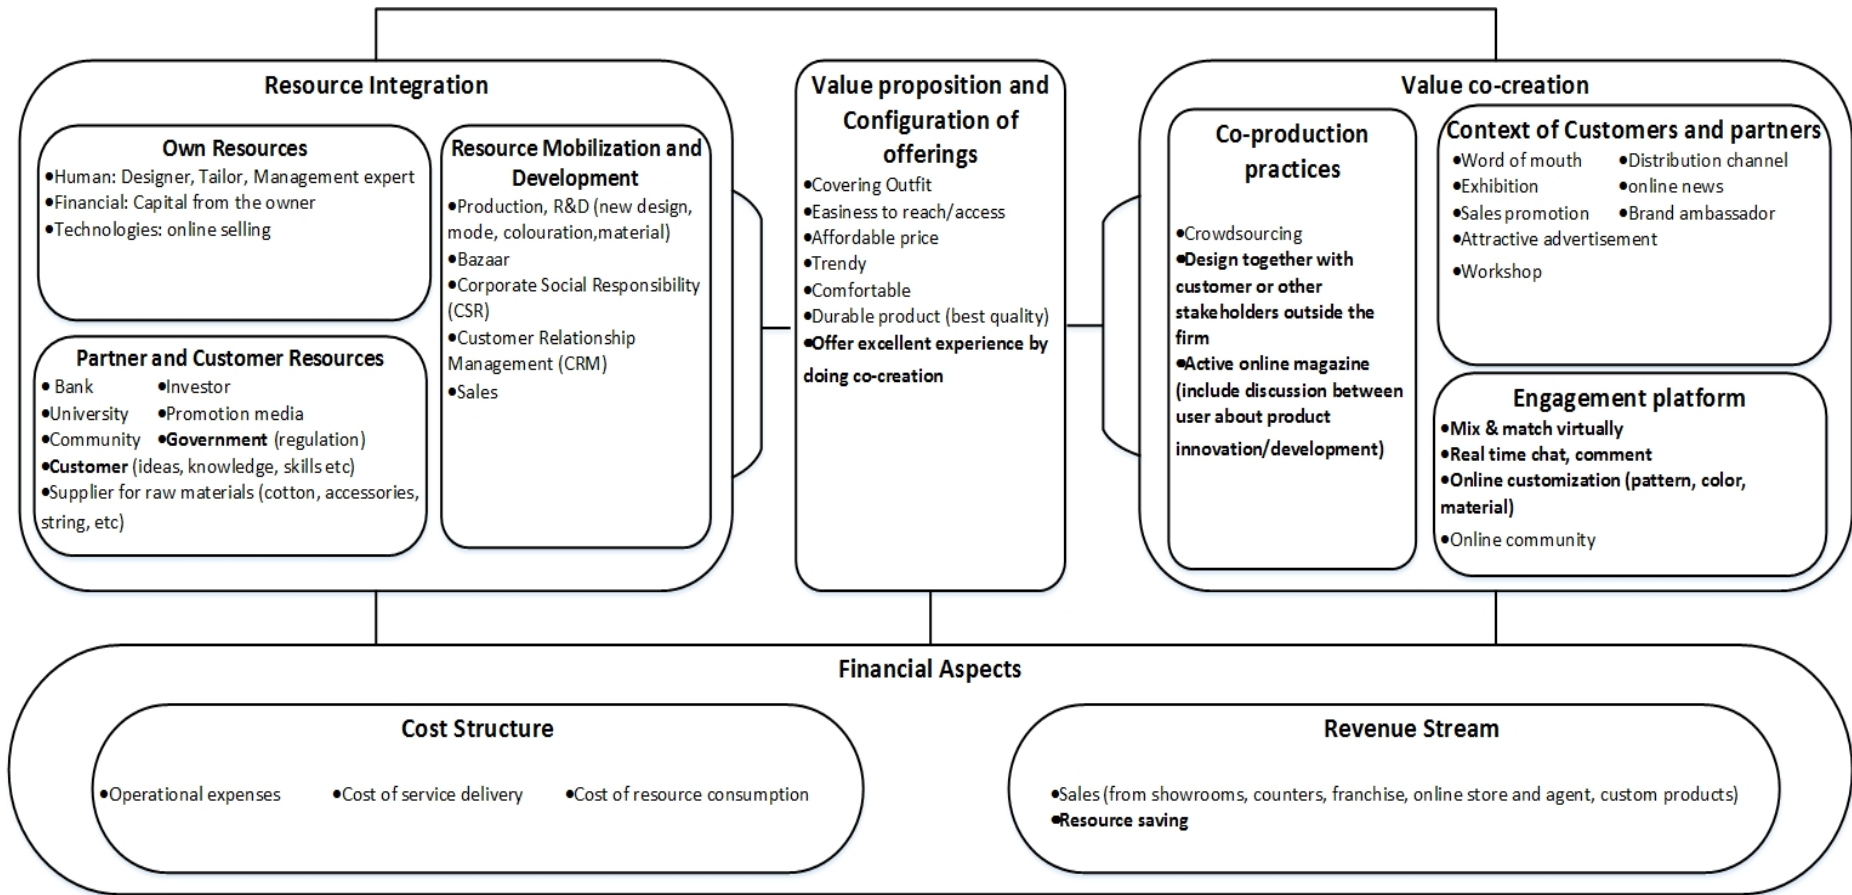 Resource Integration
Own Resources
•Human: Designer, Tailor, Management expert
•Financial: Capital from the owner
•Technologies: online selling
Partner and Customer Resources
• Bank •Investor
•University •Promotion media
•Community •Government (regulation)
•Customer (ideas, knowledge, skills etc)
•Supplier for raw materials (cotton, accessories,
string, etc)
Resource Mobilization and
Development
•Production, R&D (new design,
mode, colouration,material)
•Bazaar
•Corporate Social Responsibility
(CSR)
•Customer Relationship
Management (CRM)
•Sales
Value proposition and
Configuration of
offerings
•Covering Outfit
•Easiness to reach/access
•Affordable price
•Trendy
•Comfortable
•Durable product (best quality)
•Offer excellent experience by
doing co-creation
Value co-creation
Co-production
practices
•Crowdsourcing
•Design together with
customer or other
stakeholders outside the
firm
•Active online magazine
(include discussion between
user about product
innovation/development)
Context of Customers and partners
•Word of mouth •Distribution channel
•Exhibition •online news
•Sales promotion •Brand ambassador
•Attractive advertisement
•Workshop
Engagement platform
•Mix & match virtually
•Real time chat, comment
•Online customization (pattern, color,
material)
•Online community
Financial Aspects
Cost Structure
•Operational expenses •Cost of service delivery •Cost of resource consumption
Revenue Stream
•Sales (from showrooms, counters, franchise, online store and agent, custom products)
•Resource saving